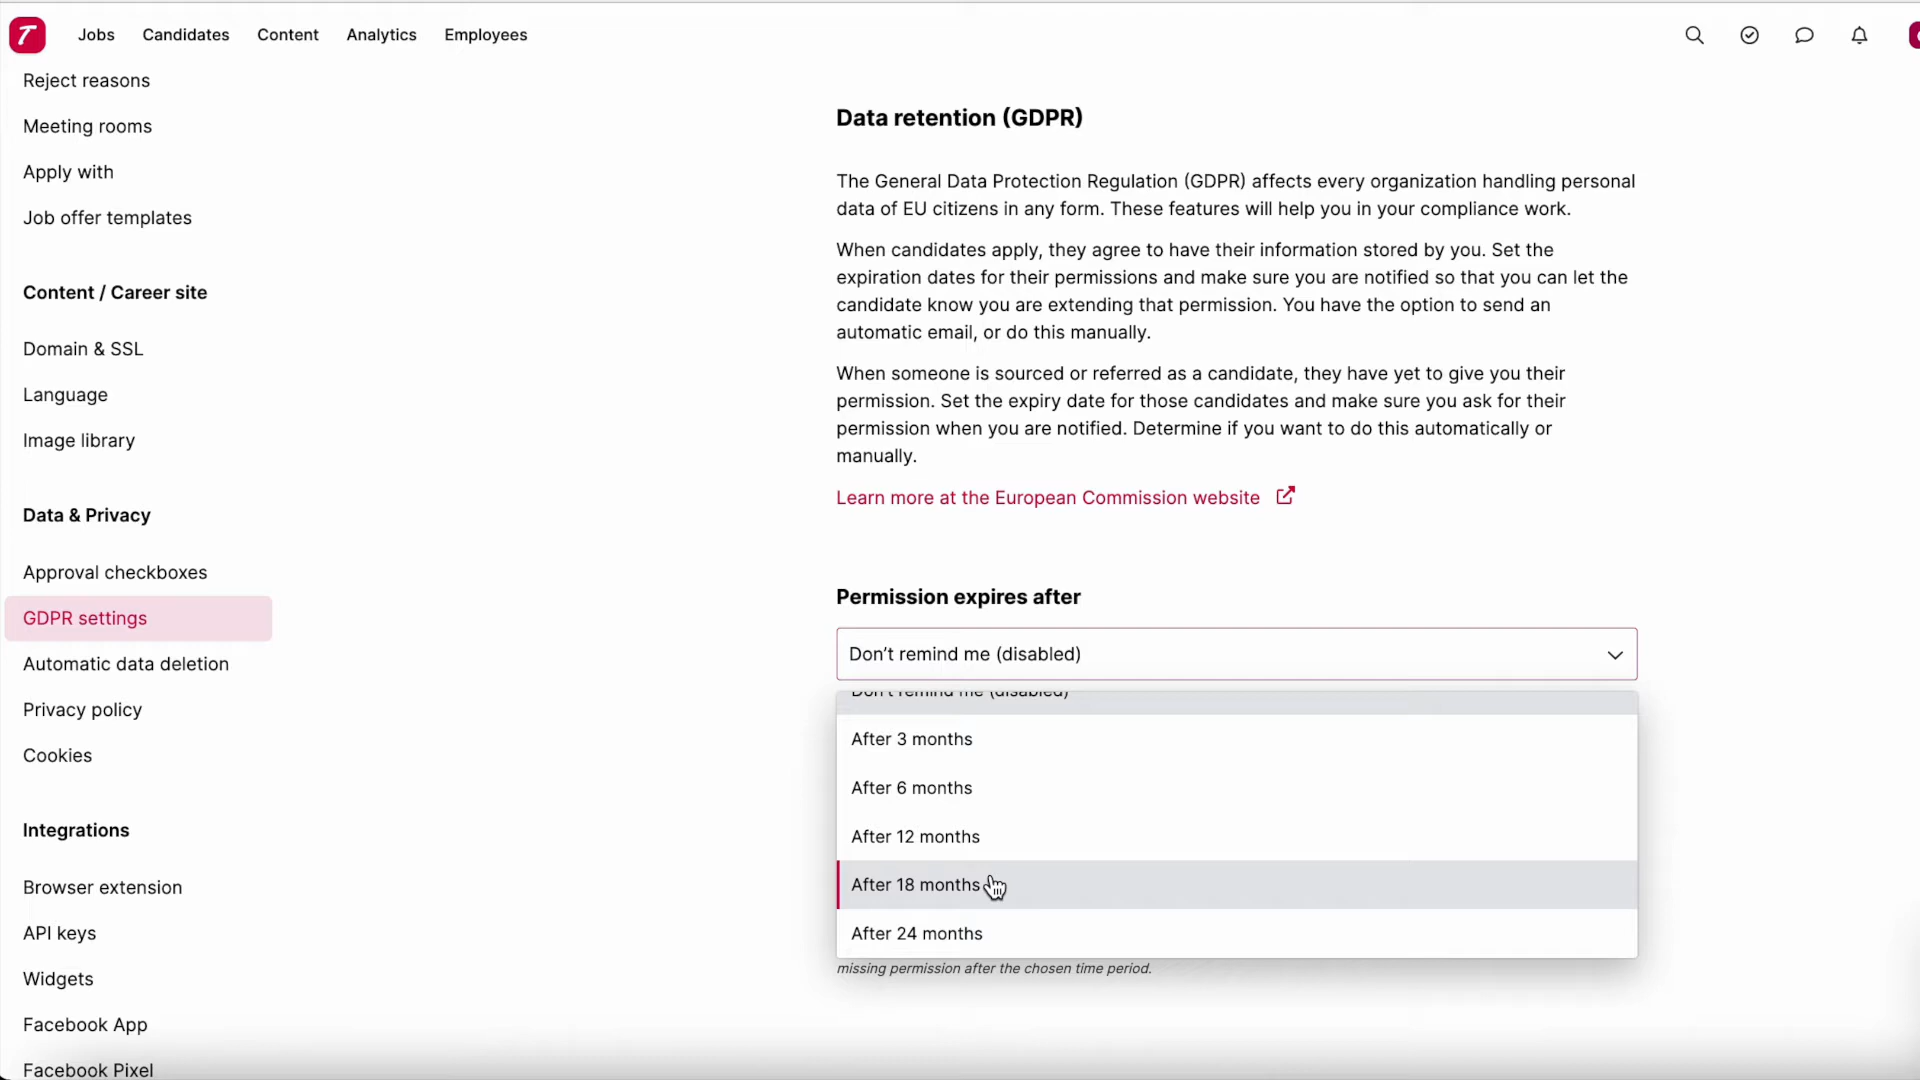 Jobs
Candidates
Content
Analytics
Employees
Reject reasons
Meeting rooms
Apply with
Job offer templates
Content / Career site
Domain & SSL
Language
Image library
Data & Privacy
Approval checkboxes
GDPR settings
Automatic data deletion
Privacy policy
Cookies
Integrations
Browser extension
API keys
Widgets
Facebook App
Facebook Pixel
Data retention (GDPR)
The General Data Protection Regulation (GDPR) affects every organization handling personal
data of EU citizens in any form. These features will help you in your compliance work.
When candidates apply, they agree to have their information stored by you. Set the
expiration dates for their permissions and make sure you are notified so that you can let the
candidate know you are extending that permission. You have the option to send an
automatic email, or do this manually.
When someone is sourced or referred as a candidate, they have yet to give you their
permission. Set the expiry date for those candidates and make sure you ask for their
permission when you are notified. Determine if you want to do this automatically or
manually.
Learn more at the European Commission website
Permission expires after
Don’t remind me (disabled)
Don’t remind me (disabled)
After 3 months
After 6 months
After 12 months
After 18 months
After 24 months
missing permission after the chosen time period.